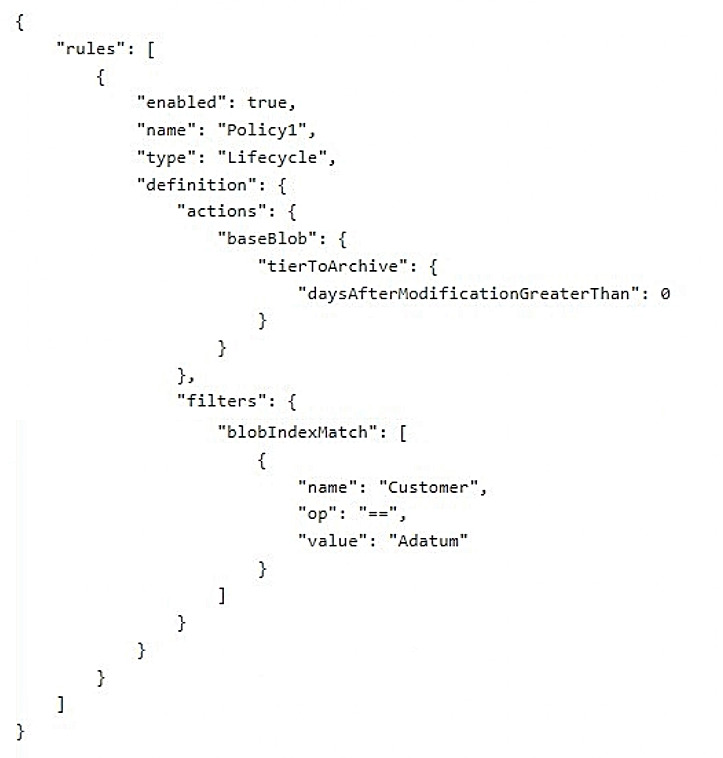 {
    "rules": [
        {
            "enabled": true,
            "name": "Policy1",
            "type": "Lifecycle",
            "definition": {
                "actions": {
                    "baseBlob": {
                        "tierToArchive": {
                            "daysAfterModificationGreaterThan": 0
                        }
                    }
                },
                "filters": {
                    "blobIndexMatch": [
                        {
                            "name": "Customer",
                            "op": "==",
                            "value": "Adatum"
                        }
                    ]
                }
            }
        }
    ]
}